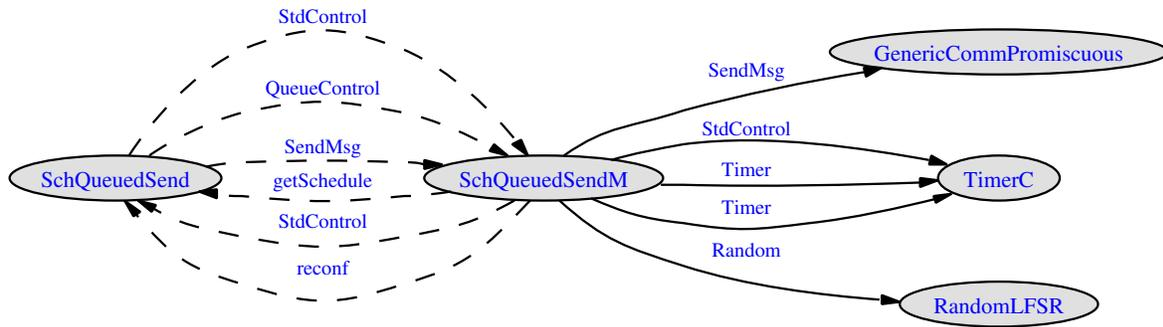 StdControl
QueueControl
SendMsg
getSchedule
StdControl
reconf
SchQueuedSend
SchQueuedSendM
SendMsg
StdControl
Timer
Timer
Random
GenericCommPromiscuous
TimerC
RandomLFSR